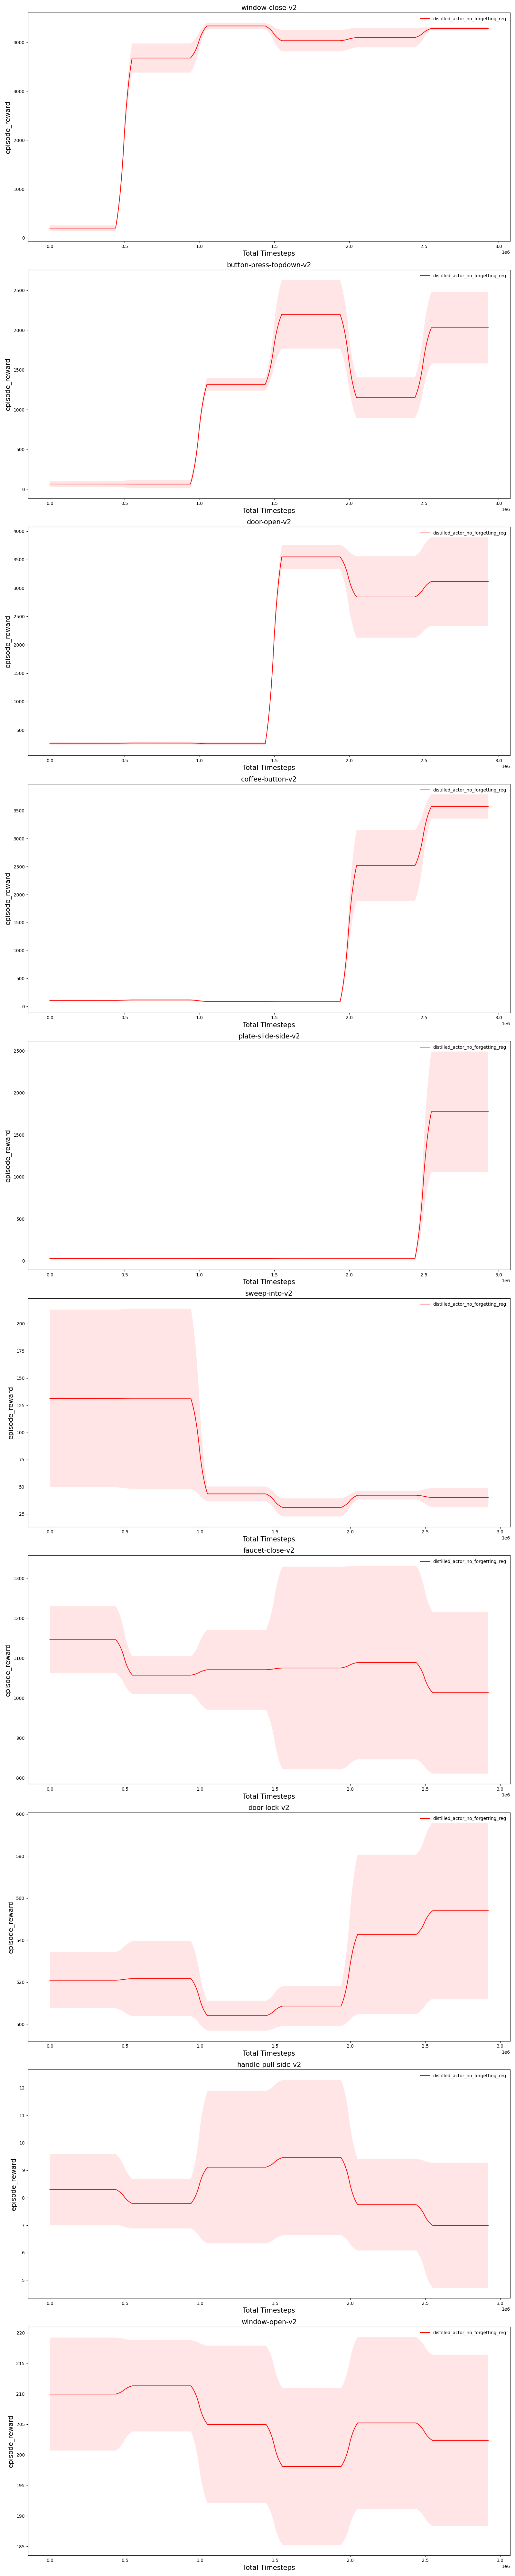 window-close-v2
distilled_actor_no_forgetting_reg
episode_reward
4000
3000
2000
1000
0
0.0 0.5 1.0 1.5 2.0 2.5 3.0
1e6
Total Timesteps
button-press-topdown-v2
distilled_actor_no_forgetting_reg
episode_reward
2500
2000
1500
1000
500
0
0.0 0.5 1.0 1.5 2.0 2.5 3.0
1e6
Total Timesteps
door-open-v2
distilled_actor_no_forgetting_reg
episode_reward
4000
3500
3000
2500
2000
1500
1000
500
0.0 0.5 1.0 1.5 2.0 2.5 3.0
1e6
Total Timesteps
coffee-button-v2
distilled_actor_no_forgetting_reg
episode_reward
3500
3000
2500
2000
1500
1000
500
0
0.0 0.5 1.0 1.5 2.0 2.5 3.0
1e6
Total Timesteps
plate-slide-side-v2
distilled_actor_no_forgetting_reg
episode_reward
2500
2000
1500
1000
500
0
0.0 0.5 1.0 1.5 2.0 2.5 3.0
1e6
Total Timesteps
sweep-into-v2
distilled_actor_no_forgetting_reg
episode_reward
200
175
150
125
100
75
50
25
0.0 0.5 1.0 1.5 2.0 2.5 3.0
1e6
Total Timesteps
faucet-close-v2
distilled_actor_no_forgetting_reg
episode_reward
1300
1200
1100
1000
900
800
0.0 0.5 1.0 1.5 2.0 2.5 3.0
1e6
Total Timesteps
door-lock-v2
distilled_actor_no_forgetting_reg
episode_reward
600
580
560
540
520
500
0.0 0.5 1.0 1.5 2.0 2.5 3.0
1e6
Total Timesteps
handle-pull-side-v2
distilled_actor_no_forgetting_reg
episode_reward
12
11
10
9
8
7
6
5
0.0 0.5 1.0 1.5 2.0 2.5 3.0
1e6
Total Timesteps
window-open-v2
distilled_actor_no_forgetting_reg
episode_reward
220
215
210
205
200
195
190
185
0.0 0.5 1.0 1.5 2.0 2.5 3.0
1e6
Total Timesteps